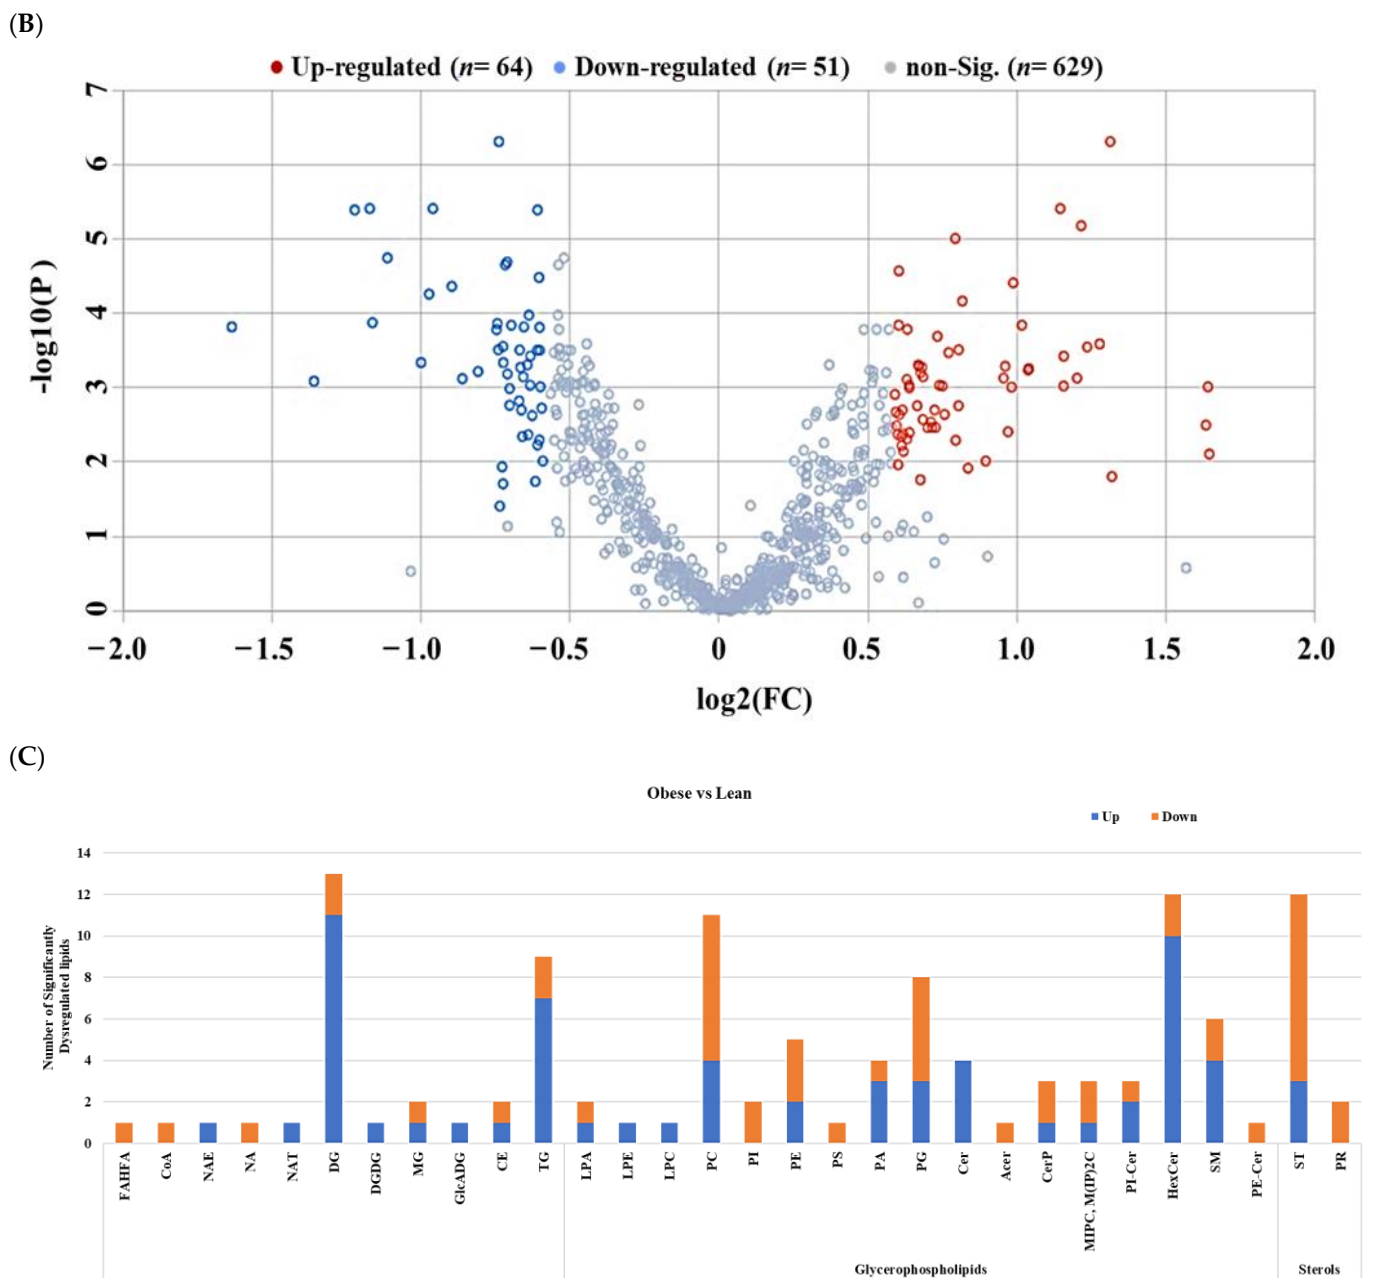 (B)
Up-regulated (n= 64) Down-regulated (n= 51) non-Sig. (n= 629)
7
6
5
4
3
2
1
0
-log10(P )
−2.0 −1.5 −1.0 −0.5 0 0.5 1.0 1.5 2.0
log2(FC)
(C)
Obese vs Lean
Up Down
14
12
10
8
6
4
2
0
Number of Significantly
Dysregulated lipids
FAHFA CoA NAE NA NAT DG DGDG MG GlcADG CE TG LPA LPE LPC PC PI PE PS PA PG Cer Acer CerP MIPC, M(IP)2C PI-Cer HexCer SM PE-Cer ST PR
Glycerophospholipids Sterols